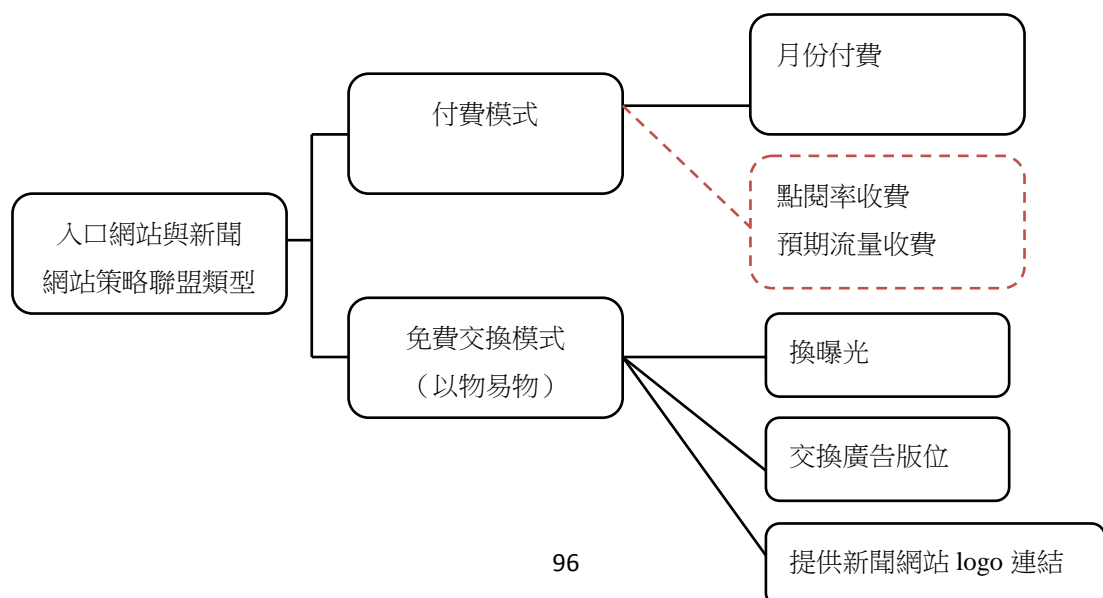 月份付費
付費模式
點閱率收費
預期流量收費
入口網站與新聞
網站策略聯盟類型
免費交換模式
（以物易物）
換曝光
交換廣告版位
提供新聞網站 logo 連結
96